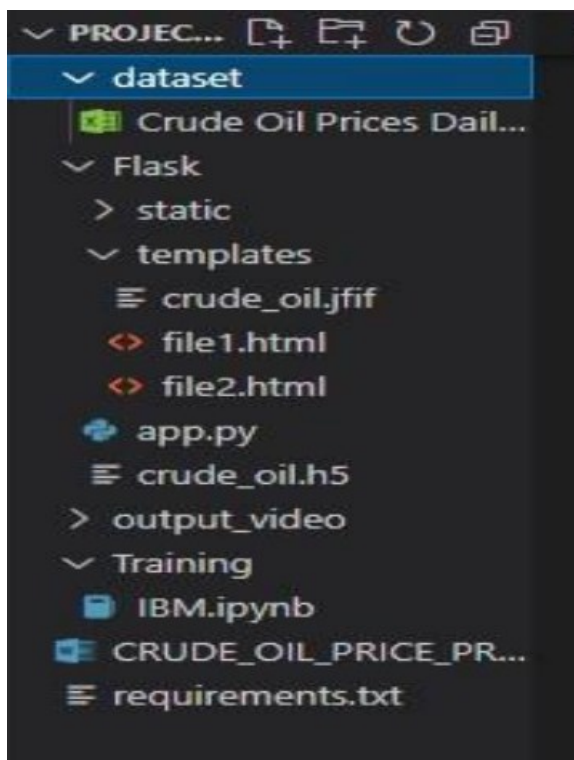 PROJEC...
dataset
Crude Oil Prices Dail...
Flask
static
templates
crude_oil.jfif
file1.html
file2.html
app.py
crude_oil.h5
output_video
Training
IBM.ipynb
CRUDE_OIL_PRICE_PR...
requirements.txt